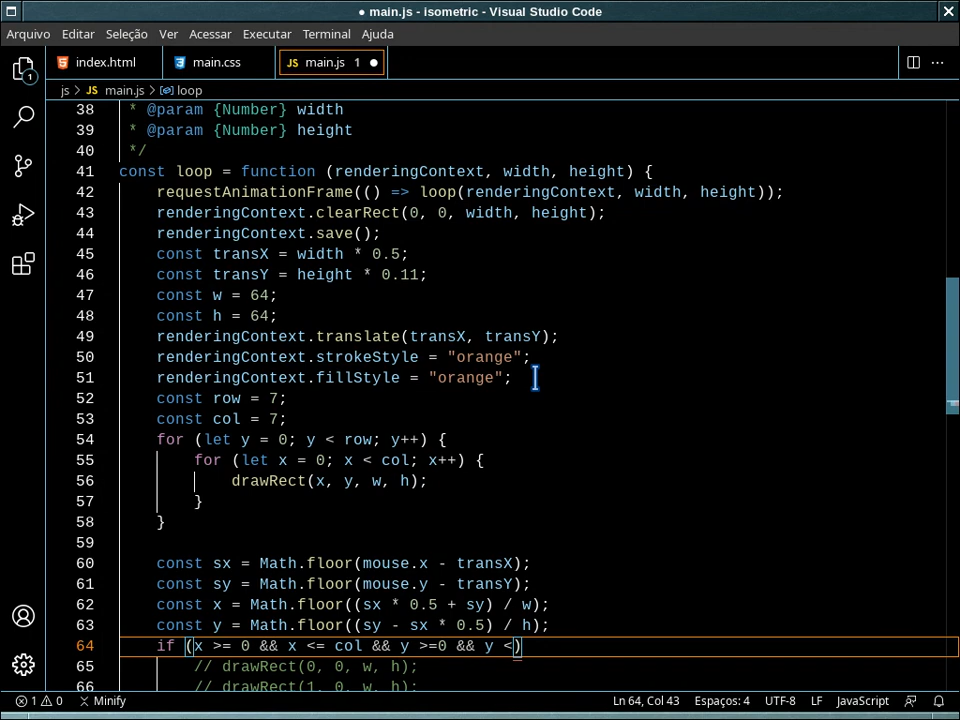 ● main.js - isometric - Visual Studio Code
Arquivo Editar Seleção Ver Acessar Executar Terminal Ajuda
index.html main.css JS main.js 1 ●
js > JS main.js > loop
38 * @param {Number} width
39 * @param {Number} height
40 */
41 const loop = function (renderingContext, width, height) {
42 requestAnimationFrame(() => loop(renderingContext, width, height));
43 renderingContext.clearRect(0, 0, width, height);
44 renderingContext.save();
45 const transX = width * 0.5;
46 const transY = height * 0.11;
47 const w = 64;
48 const h = 64;
49 renderingContext.translate(transX, transY);
50 renderingContext.strokeStyle = "orange";
51 renderingContext.fillStyle = "orange";
52 const row = 7;
53 const col = 7;
54 for (let y = 0; y < row; y++) {
55 for (let x = 0; x < col; x++) {
56 drawRect(x, y, w, h);
57 }
58 }
59
60 const sx = Math.floor(mouse.x - transX);
61 const sy = Math.floor(mouse.y - transY);
62 const x = Math.floor((sx * 0.5 + sy) / w);
63 const y = Math.floor((sy - sx * 0.5) / h);
64 if (x >= 0 && x <= col && y >=0 && y <)
65 // drawRect(0, 0, w, h);
66 // drawRect(1, 0, w, h);
1 0 Minify Ln 64, Col 43 Espaços: 4 UTF-8 LF JavaScript